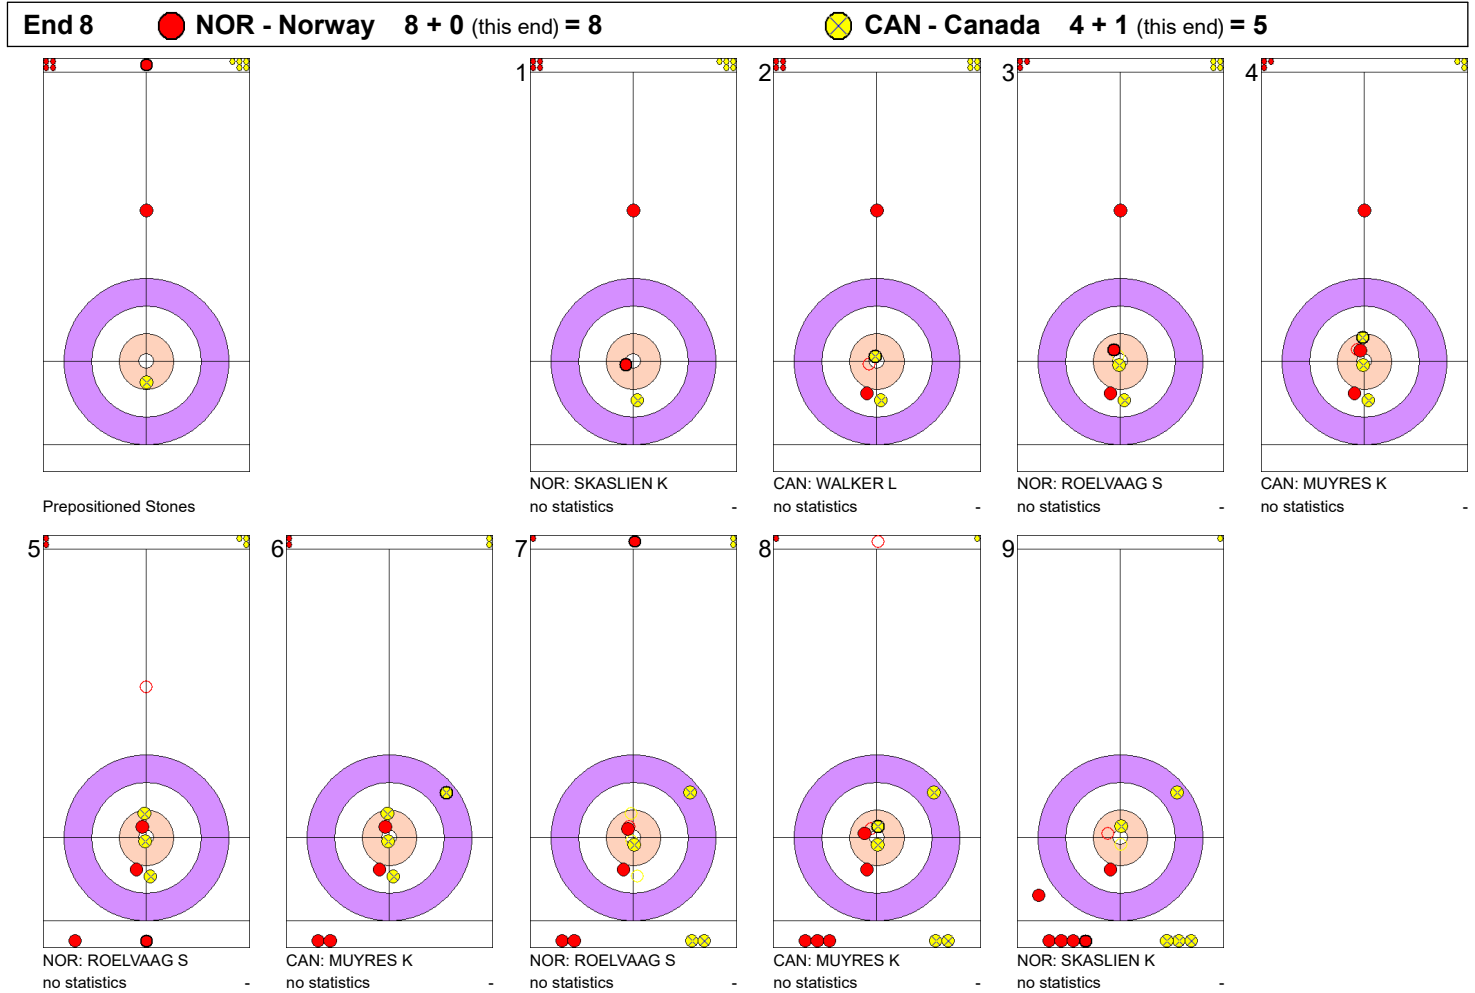 End 8 NOR - Norway 8 + 0 (this end) = 8 CAN - Canada 4 + 1 (this end) = 5
1 2 3 4
Prepositioned Stones
NOR: SKASLIEN K
no statistics -
CAN: WALKER L
no statistics -
NOR: ROELVAAG S
no statistics -
CAN: MUYRES K
no statistics -
5 6 7 8 9
NOR: ROELVAAG S
no statistics -
CAN: MUYRES K
no statistics -
NOR: ROELVAAG S
no statistics -
CAN: MUYRES K
no statistics -
NOR: SKASLIEN K
no statistics -